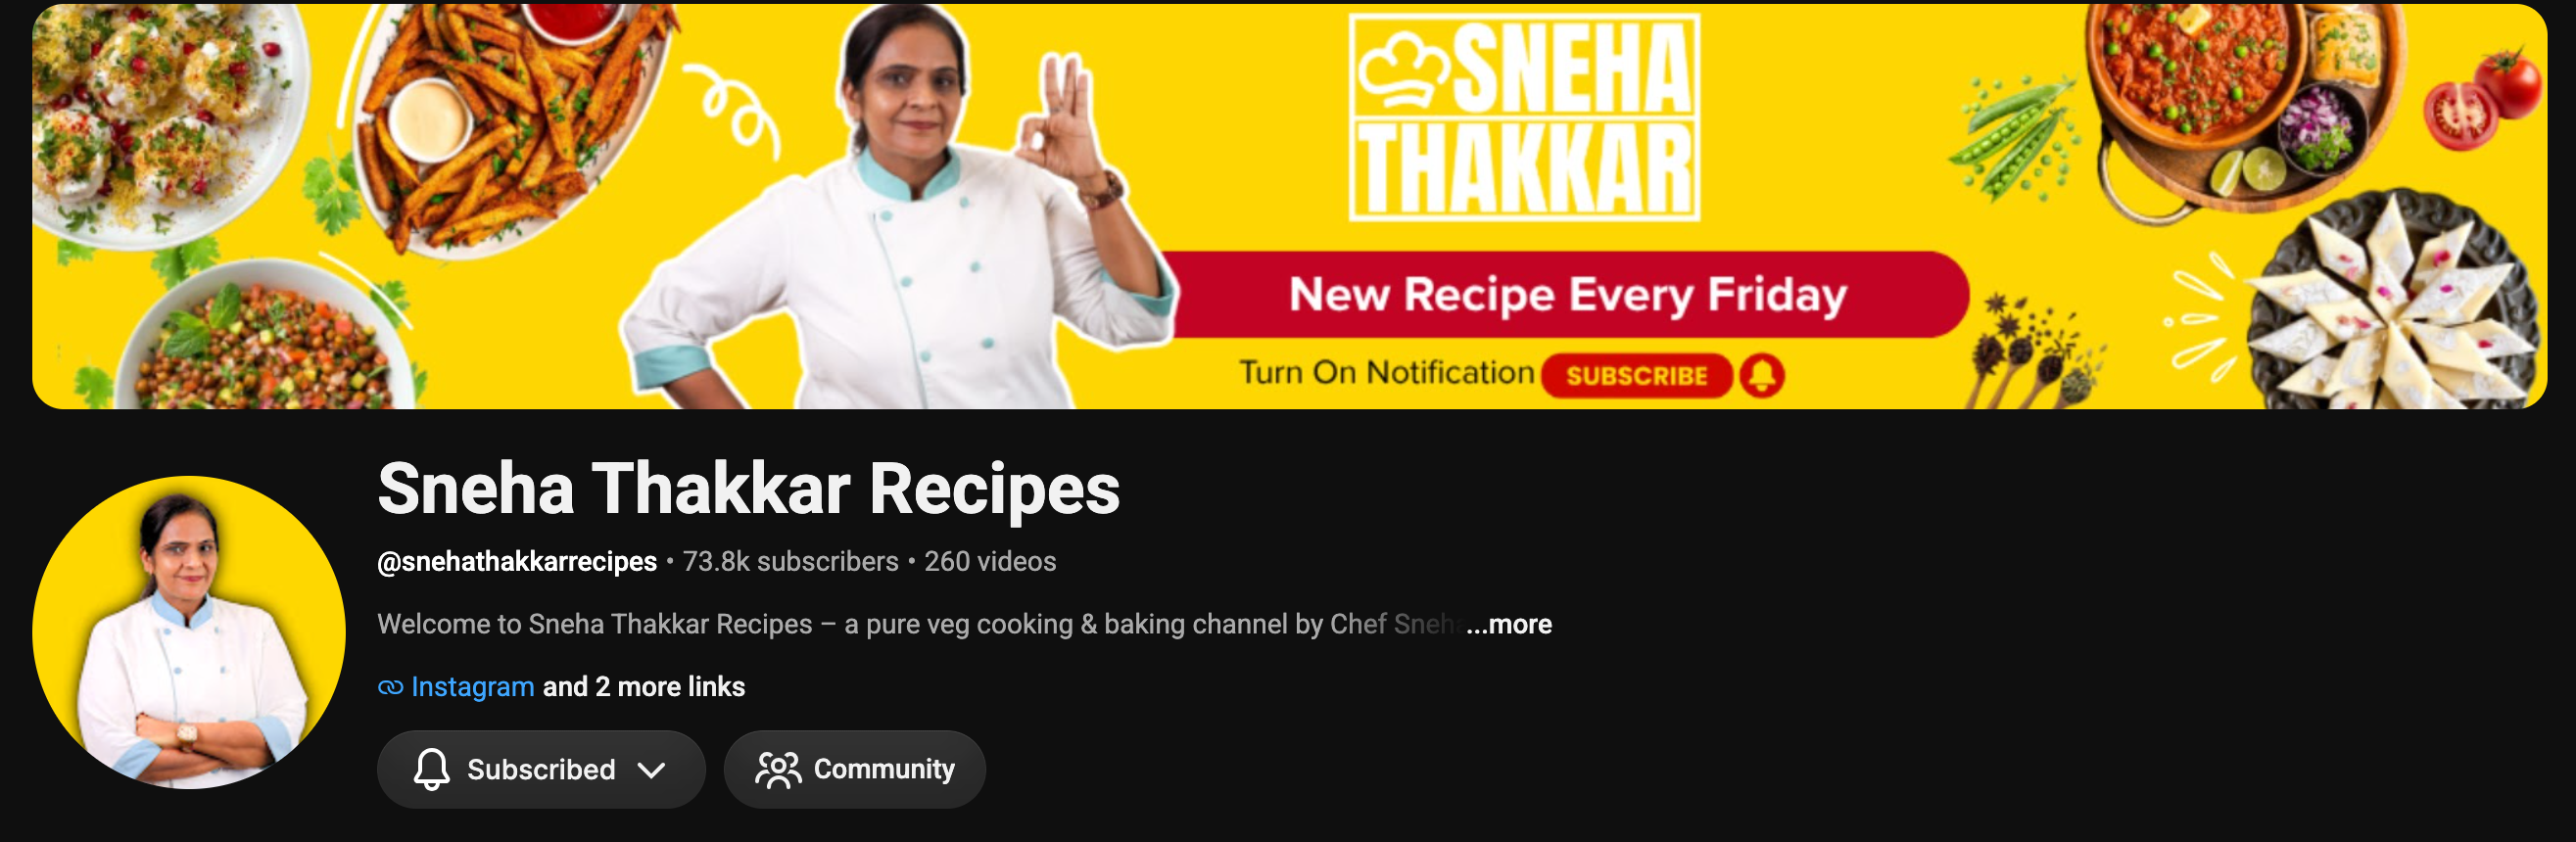 SNEHA
THAKKAR
New Recipe Every Friday
Turn On Notification SUBSCRIBE
Sneha Thakkar Recipes
@snehathakkarrecipes • 73.8k subscribers • 260 videos
Welcome to Sneha Thakkar Recipes – a pure veg cooking & baking channel by Chef Sneh ...more
Instagram and 2 more links
Subscribed
Community